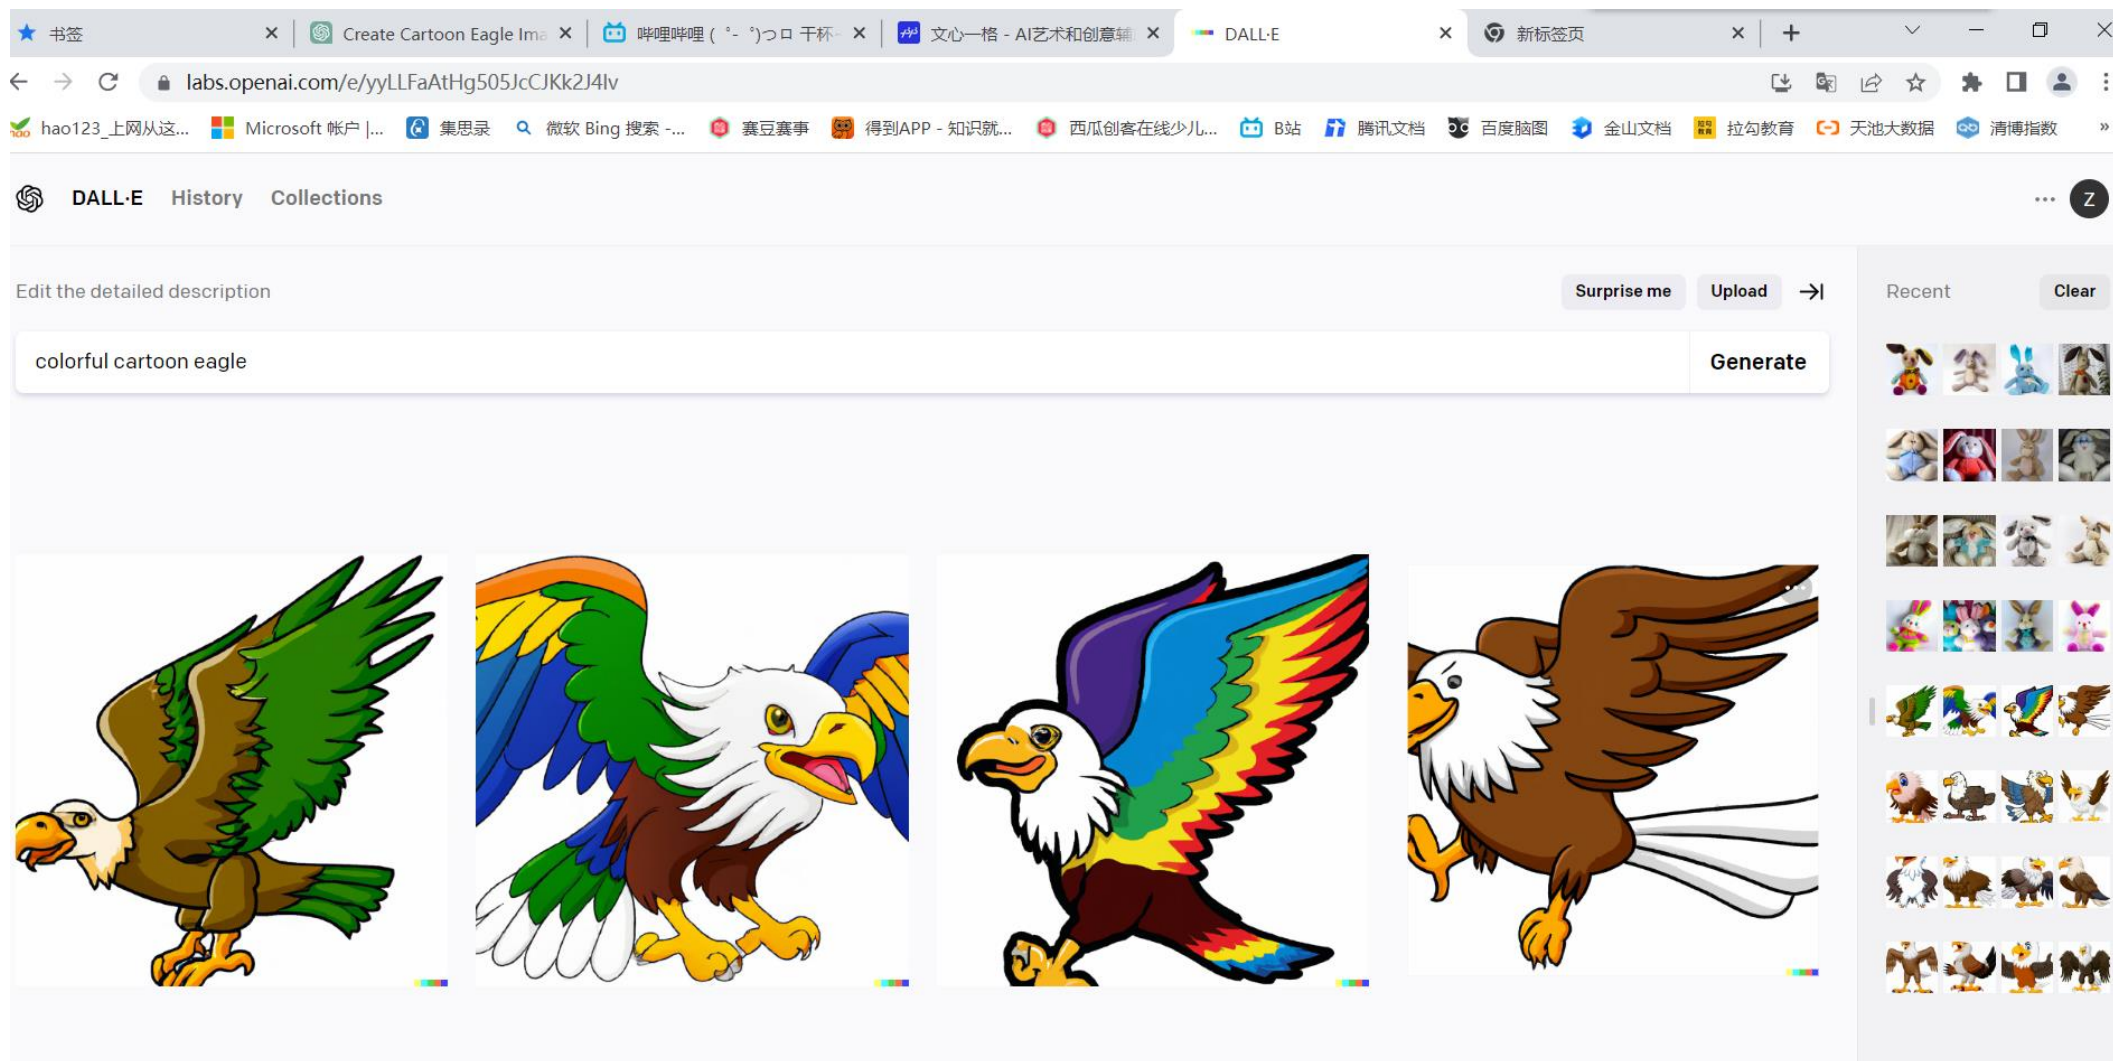 书签
Create Cartoon Eagle Ima
哔哩哔哩 ( ゜- ゜)つロ 干杯~
文心一格 - AI艺术和创意辅
DALL·E
新标签页
labs.openai.com/e/yyLLFaAtHg505JcCJKk2J4lv
hao123_上网从这...
Microsoft 帐户 |...
集思录
微软 Bing 搜索 -...
赛豆赛事
得到APP - 知识就...
西瓜创客在线少儿...
B站
腾讯文档
百度脑图
金山文档
拉勾教育
天池大数据
清博指数
»
DALL·E
History
Collections
Z
Edit the detailed description
Surprise me
Upload
Recent
Clear
colorful cartoon eagle
Generate